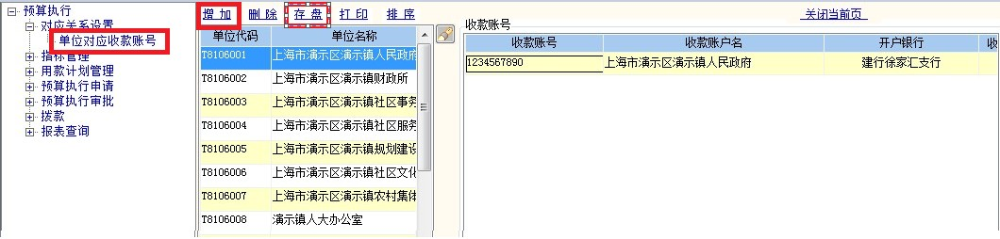 预算执行
对应关系设置
单位对应收款账号
指标管理
用款计划管理
预算执行申请
预算执行审批
拨款
报表查询
增加 删除 存盘 打印 排序
单位代码 单位名称
T8106001 上海市演示区演示镇人民政府
T8106002 上海市演示区演示镇财政所
T8106003 上海市演示区演示镇社区事务
T8106004 上海市演示区演示镇社区服务
T8106005 上海市演示区演示镇规划建设
T8106006 上海市演示区演示镇社区文化
T8106007 上海市演示区演示镇农村集体
T8106008 演示镇人大办公室
关闭当前页
收款账号
收款账号 收款账户名 开户银行 收
1234567890 上海市演示区演示镇人民政府 建行徐家汇支行